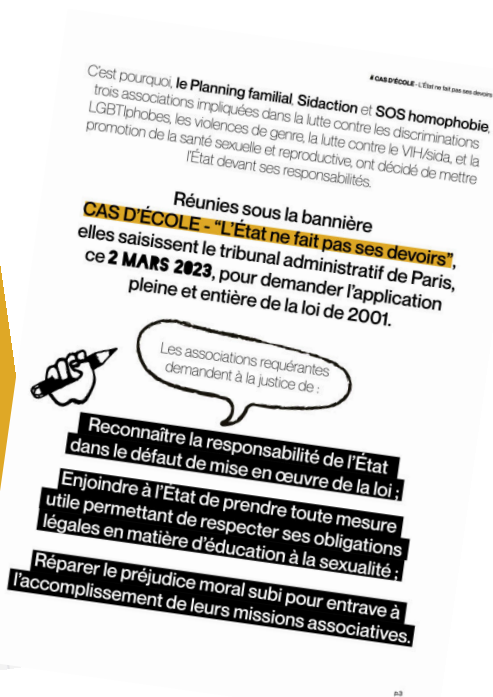 # CAS D'ÉCOLE - L'État ne fait pas ses devoirs
C'est pourquoi, le Planning familial, Sidaction et SOS homophobie,
trois associations impliquées dans la lutte contre les discriminations
LGBTIphobes, les violences de genre, la lutte contre le VIH/sida, et la
promotion de la santé sexuelle et reproductive, ont décidé de mettre
l'État devant ses responsabilités.
Réunies sous la bannière
CAS D'ÉCOLE - "L'État ne fait pas ses devoirs",
elles saisissent le tribunal administratif de Paris,
ce 2 MARS 2023, pour demander l'application
pleine et entière de la loi de 2001.
Les associations requérantes
demandent à la justice de :
Reconnaître la responsabilité de l'État
dans le défaut de mise en œuvre de la loi ;
Enjoindre à l'État de prendre toute mesure
utile permettant de respecter ses obligations
légales en matière d'éducation à la sexualité ;
Réparer le préjudice moral subi pour entrave à
l'accomplissement de leurs missions associatives.
p.3